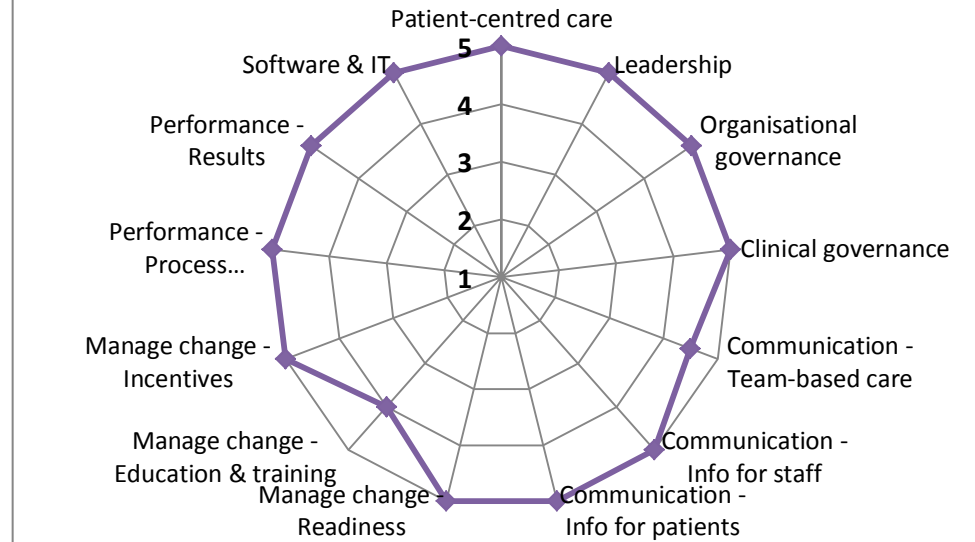 Patient-centred care
Leadership
Organisational
governance
Clinical governance
Communication -
Team-based care
Communication -
Info for staff
Communication -
Info for patients
Manage change -
Readiness
Manage change -
Education & training
Manage change -
Incentives
Performance -
Process...
Performance -
Results
Software & IT
5
4
3
2
1